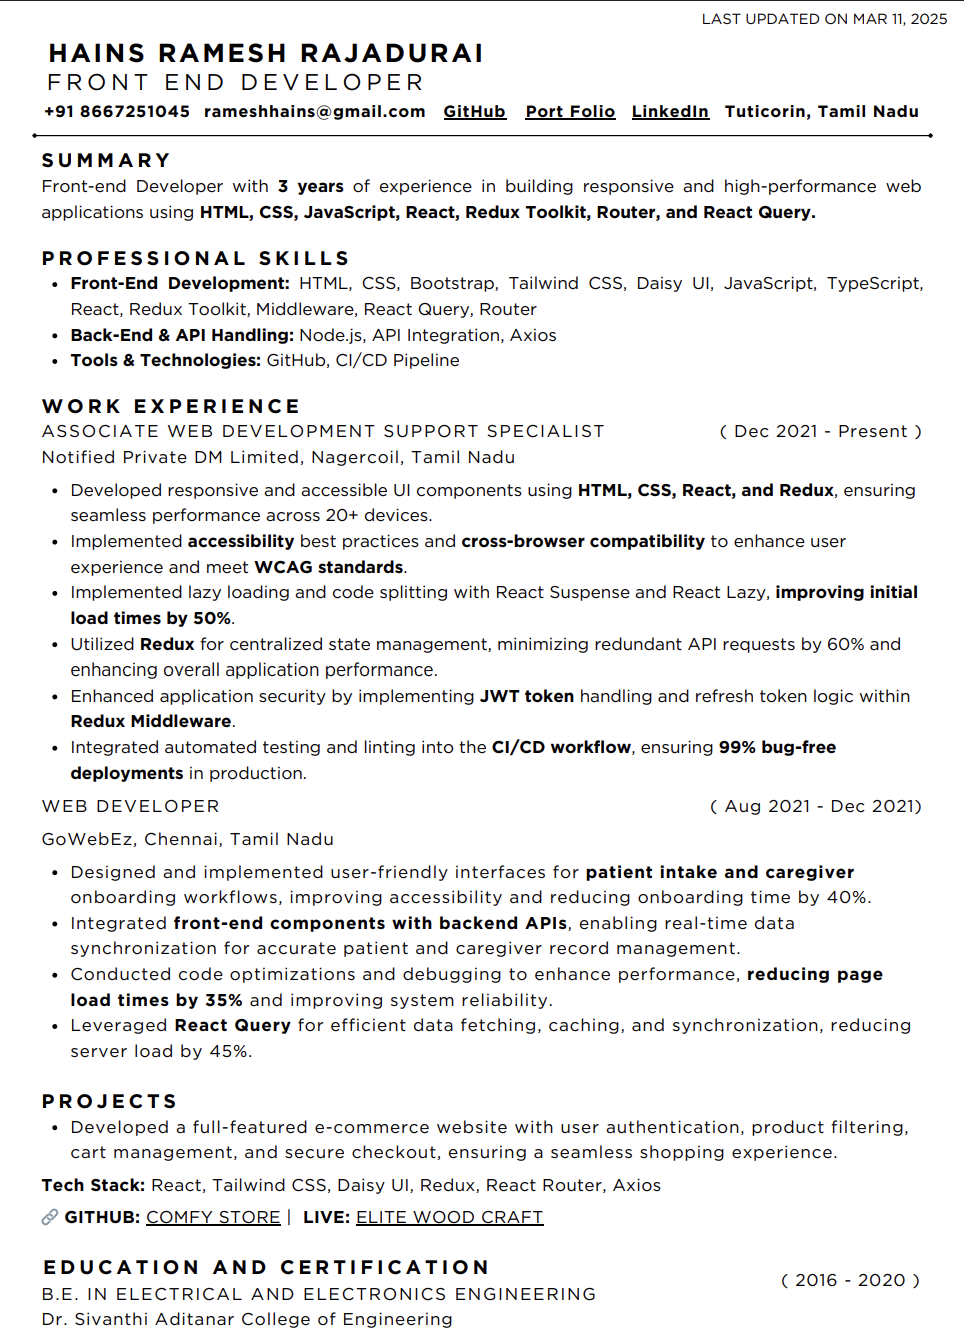 LAST UPDATED ON MAR 11, 2025
HAINS RAMESH RAJADURAI
FRONT END DEVELOPER
+91 8667251045 rameshhains@gmail.com GitHub Port Folio LinkedIn Tuticorin, Tamil Nadu
SUMMARY
Front-end Developer with 3 years of experience in building responsive and high-performance web
applications using HTML, CSS, JavaScript, React, Redux Toolkit, Router, and React Query.
PROFESSIONAL SKILLS
• Front-End Development: HTML, CSS, Bootstrap, Tailwind CSS, Daisy UI, JavaScript, TypeScript,
React, Redux Toolkit, Middleware, React Query, Router
• Back-End & API Handling: Node.js, API Integration, Axios
• Tools & Technologies: GitHub, CI/CD Pipeline
WORK EXPERIENCE
ASSOCIATE WEB DEVELOPMENT SUPPORT SPECIALIST ( Dec 2021 - Present )
Notified Private DM Limited, Nagercoil, Tamil Nadu
• Developed responsive and accessible UI components using HTML, CSS, React, and Redux, ensuring
seamless performance across 20+ devices.
• Implemented accessibility best practices and cross-browser compatibility to enhance user
experience and meet WCAG standards.
• Implemented lazy loading and code splitting with React Suspense and React Lazy, improving initial
load times by 50%.
• Utilized Redux for centralized state management, minimizing redundant API requests by 60% and
enhancing overall application performance.
• Enhanced application security by implementing JWT token handling and refresh token logic within
Redux Middleware.
• Integrated automated testing and linting into the CI/CD workflow, ensuring 99% bug-free
deployments in production.
WEB DEVELOPER ( Aug 2021 - Dec 2021)
GoWebEz, Chennai, Tamil Nadu
• Designed and implemented user-friendly interfaces for patient intake and caregiver
onboarding workflows, improving accessibility and reducing onboarding time by 40%.
• Integrated front-end components with backend APIs, enabling real-time data
synchronization for accurate patient and caregiver record management.
• Conducted code optimizations and debugging to enhance performance, reducing page
load times by 35% and improving system reliability.
• Leveraged React Query for efficient data fetching, caching, and synchronization, reducing
server load by 45%.
PROJECTS
• Developed a full-featured e-commerce website with user authentication, product filtering,
cart management, and secure checkout, ensuring a seamless shopping experience.
Tech Stack: React, Tailwind CSS, Daisy UI, Redux, React Router, Axios
🔗 GITHUB: COMFY STORE | LIVE: ELITE WOOD CRAFT
EDUCATION AND CERTIFICATION
B.E. IN ELECTRICAL AND ELECTRONICS ENGINEERING ( 2016 - 2020 )
Dr. Sivanthi Aditanar College of Engineering